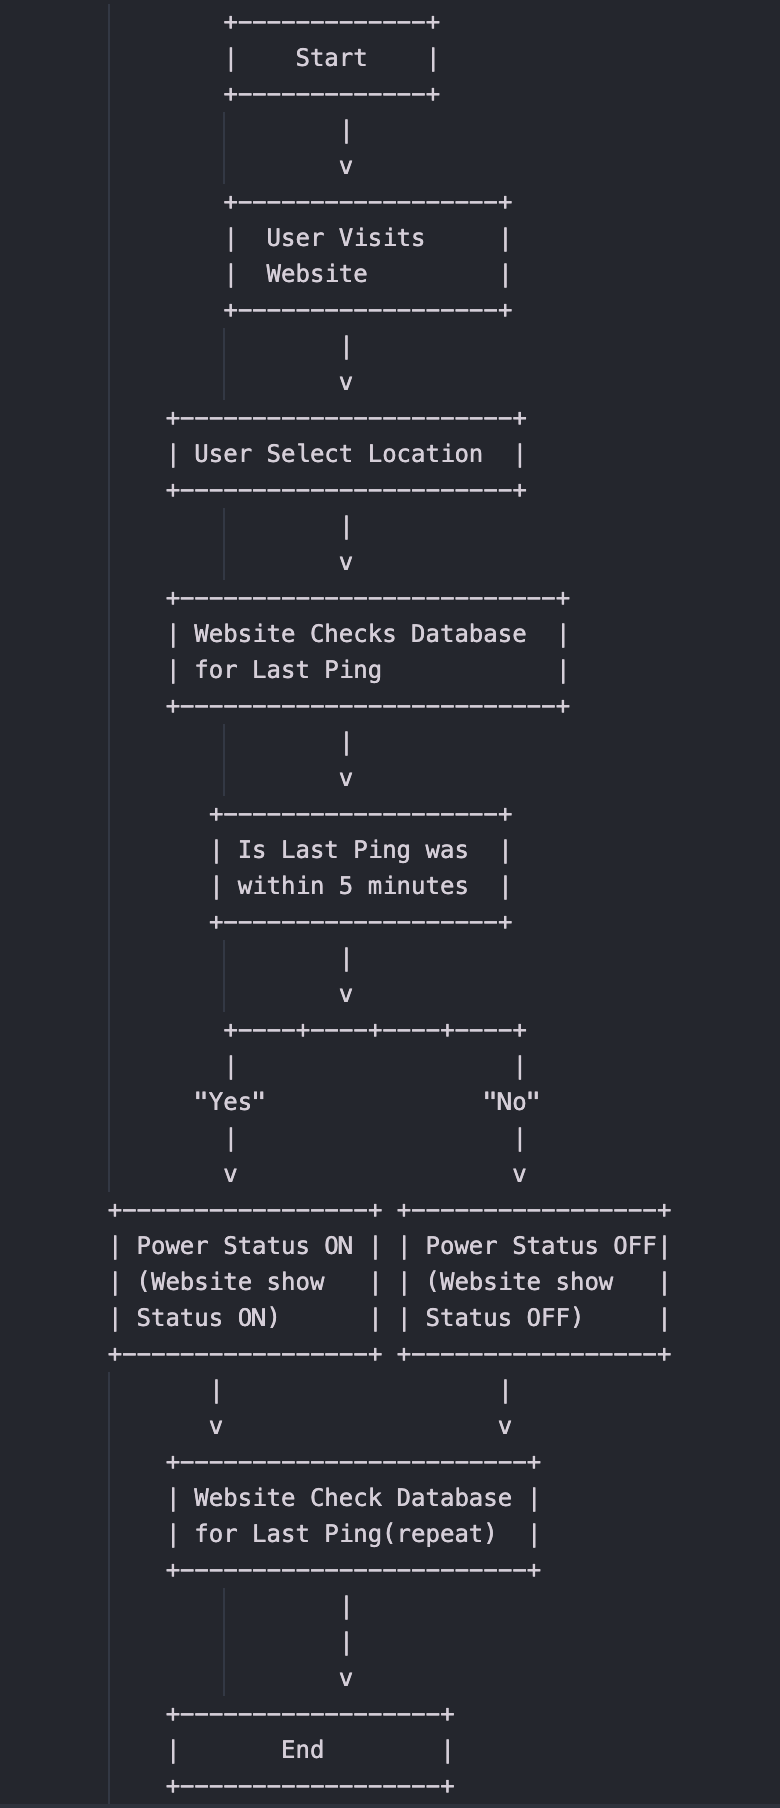 Start
User Visits
Website
User Select Location
Website Checks Database
for Last Ping
Is Last Ping was
within 5 minutes
"Yes" "No"
Power Status ON Power Status OFF
(Website show (Website show
Status ON) Status OFF)
Website Check Database
for Last Ping(repeat)
End